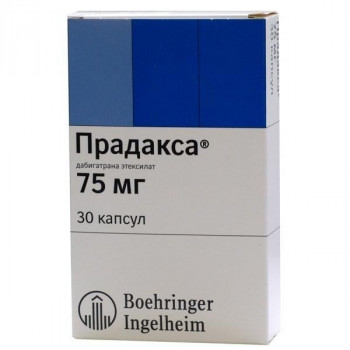 Прадакса®
дабигатрана этексилат
75 мг
30 капсул
Boehringer
Ingelheim